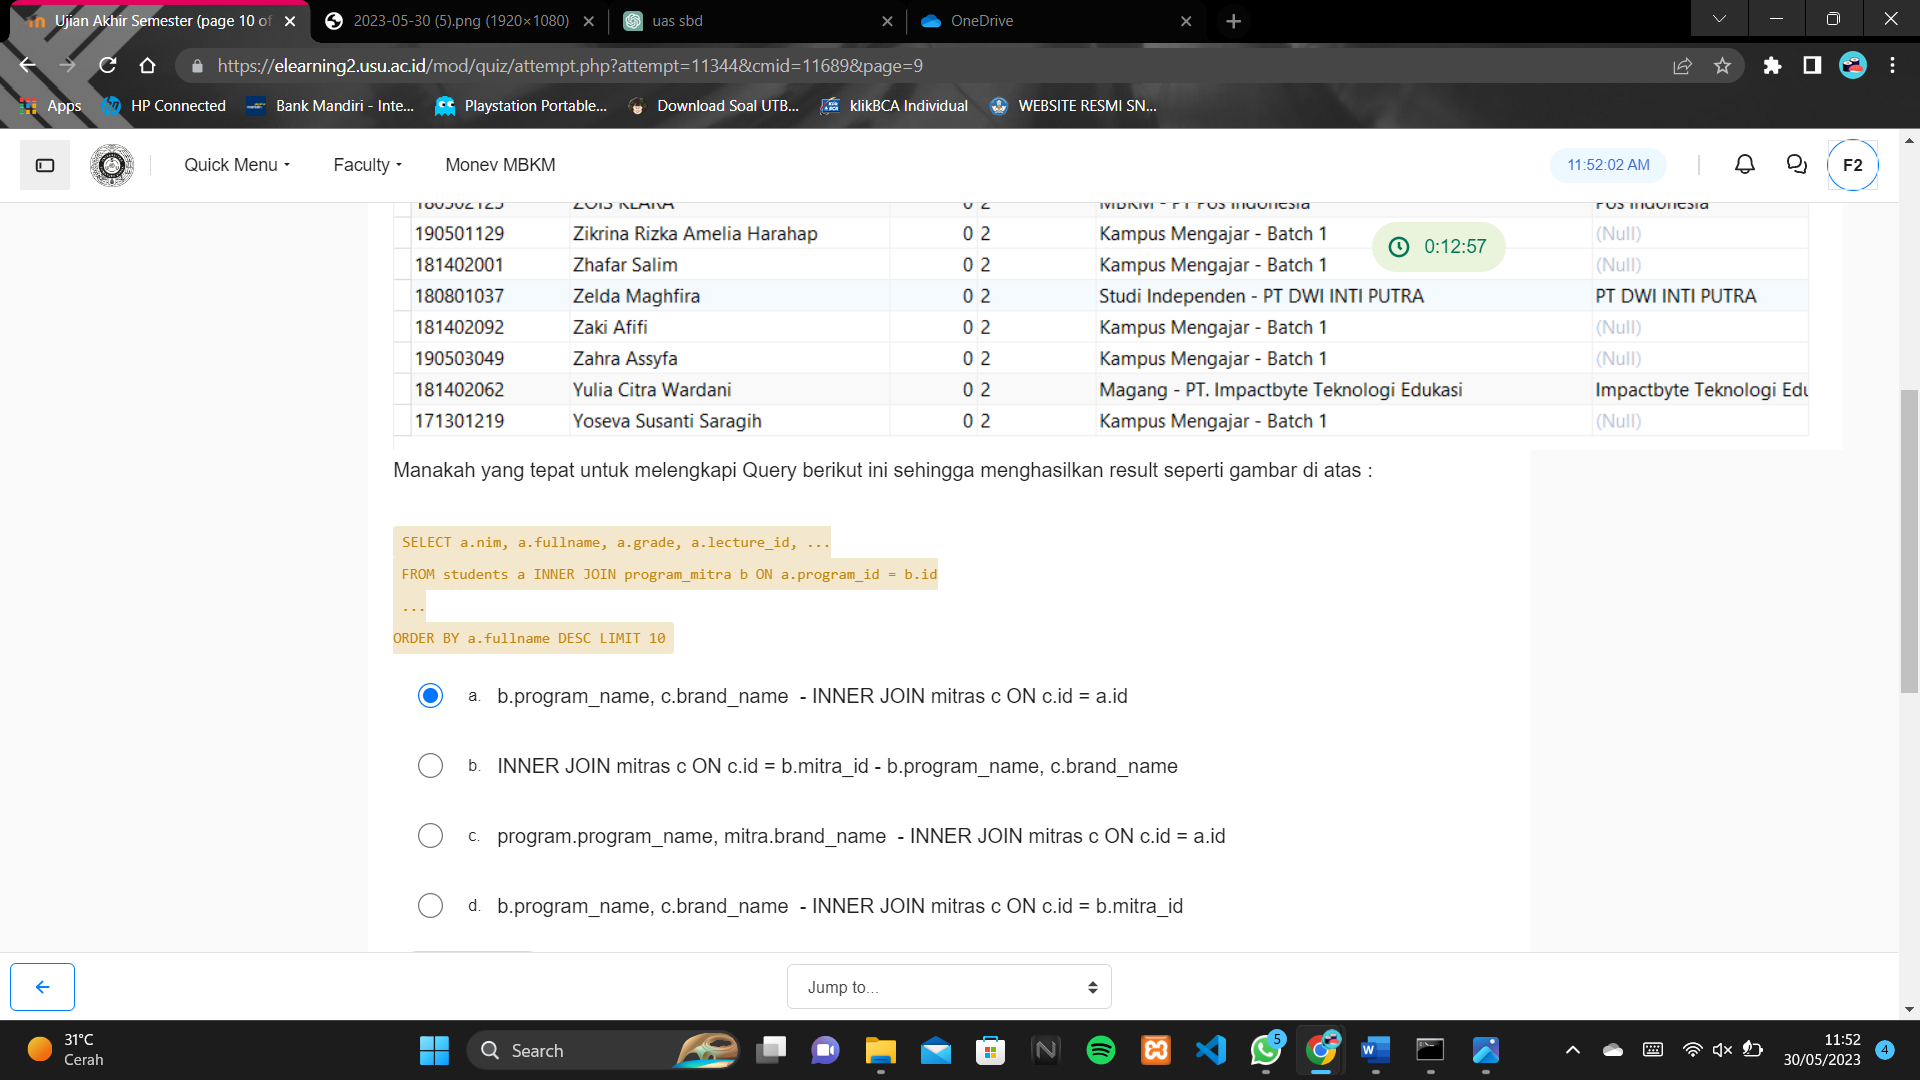 Ujian Akhir Semester (page 10 of
2023-05-30 (5).png (1920×1080)
uas sbd
OneDrive
https://elearning2.usu.ac.id/mod/quiz/attempt.php?attempt=11344&cmid=11689&page=9
Apps
HP Connected
Bank Mandiri - Inte...
Playstation Portable...
Download Soal UTB...
klikBCA Individual
WEBSITE RESMI SN...
Quick Menu
Faculty
Monev MBKM
11:52:02 AM
F2
180502125 ZOIS KLARA 0 2 MBKM - PT Pos Indonesia Pos Indonesia
190501129 Zikrina Rizka Amelia Harahap 0 2 Kampus Mengajar - Batch 1 (Null)
0:12:57
181402001 Zhafar Salim 0 2 Kampus Mengajar - Batch 1 (Null)
180801037 Zelda Maghfira 0 2 Studi Independen - PT DWI INTI PUTRA PT DWI INTI PUTRA
181402092 Zaki Afifi 0 2 Kampus Mengajar - Batch 1 (Null)
190503049 Zahra Assyfa 0 2 Kampus Mengajar - Batch 1 (Null)
181402062 Yulia Citra Wardani 0 2 Magang - PT. Impactbyte Teknologi Edukasi Impactbyte Teknologi Edu
171301219 Yoseva Susanti Saragih 0 2 Kampus Mengajar - Batch 1 (Null)
Manakah yang tepat untuk melengkapi Query berikut ini sehingga menghasilkan result seperti gambar di atas :
SELECT a.nim, a.fullname, a.grade, a.lecture_id, ...
FROM students a INNER JOIN program_mitra b ON a.program_id = b.id
...
ORDER BY a.fullname DESC LIMIT 10
a. b.program_name, c.brand_name - INNER JOIN mitras c ON c.id = a.id
b. INNER JOIN mitras c ON c.id = b.mitra_id - b.program_name, c.brand_name
c. program.program_name, mitra.brand_name - INNER JOIN mitras c ON c.id = a.id
d. b.program_name, c.brand_name - INNER JOIN mitras c ON c.id = b.mitra_id
Jump to...
31°C
Cerah
Search
5
11:52
30/05/2023
4